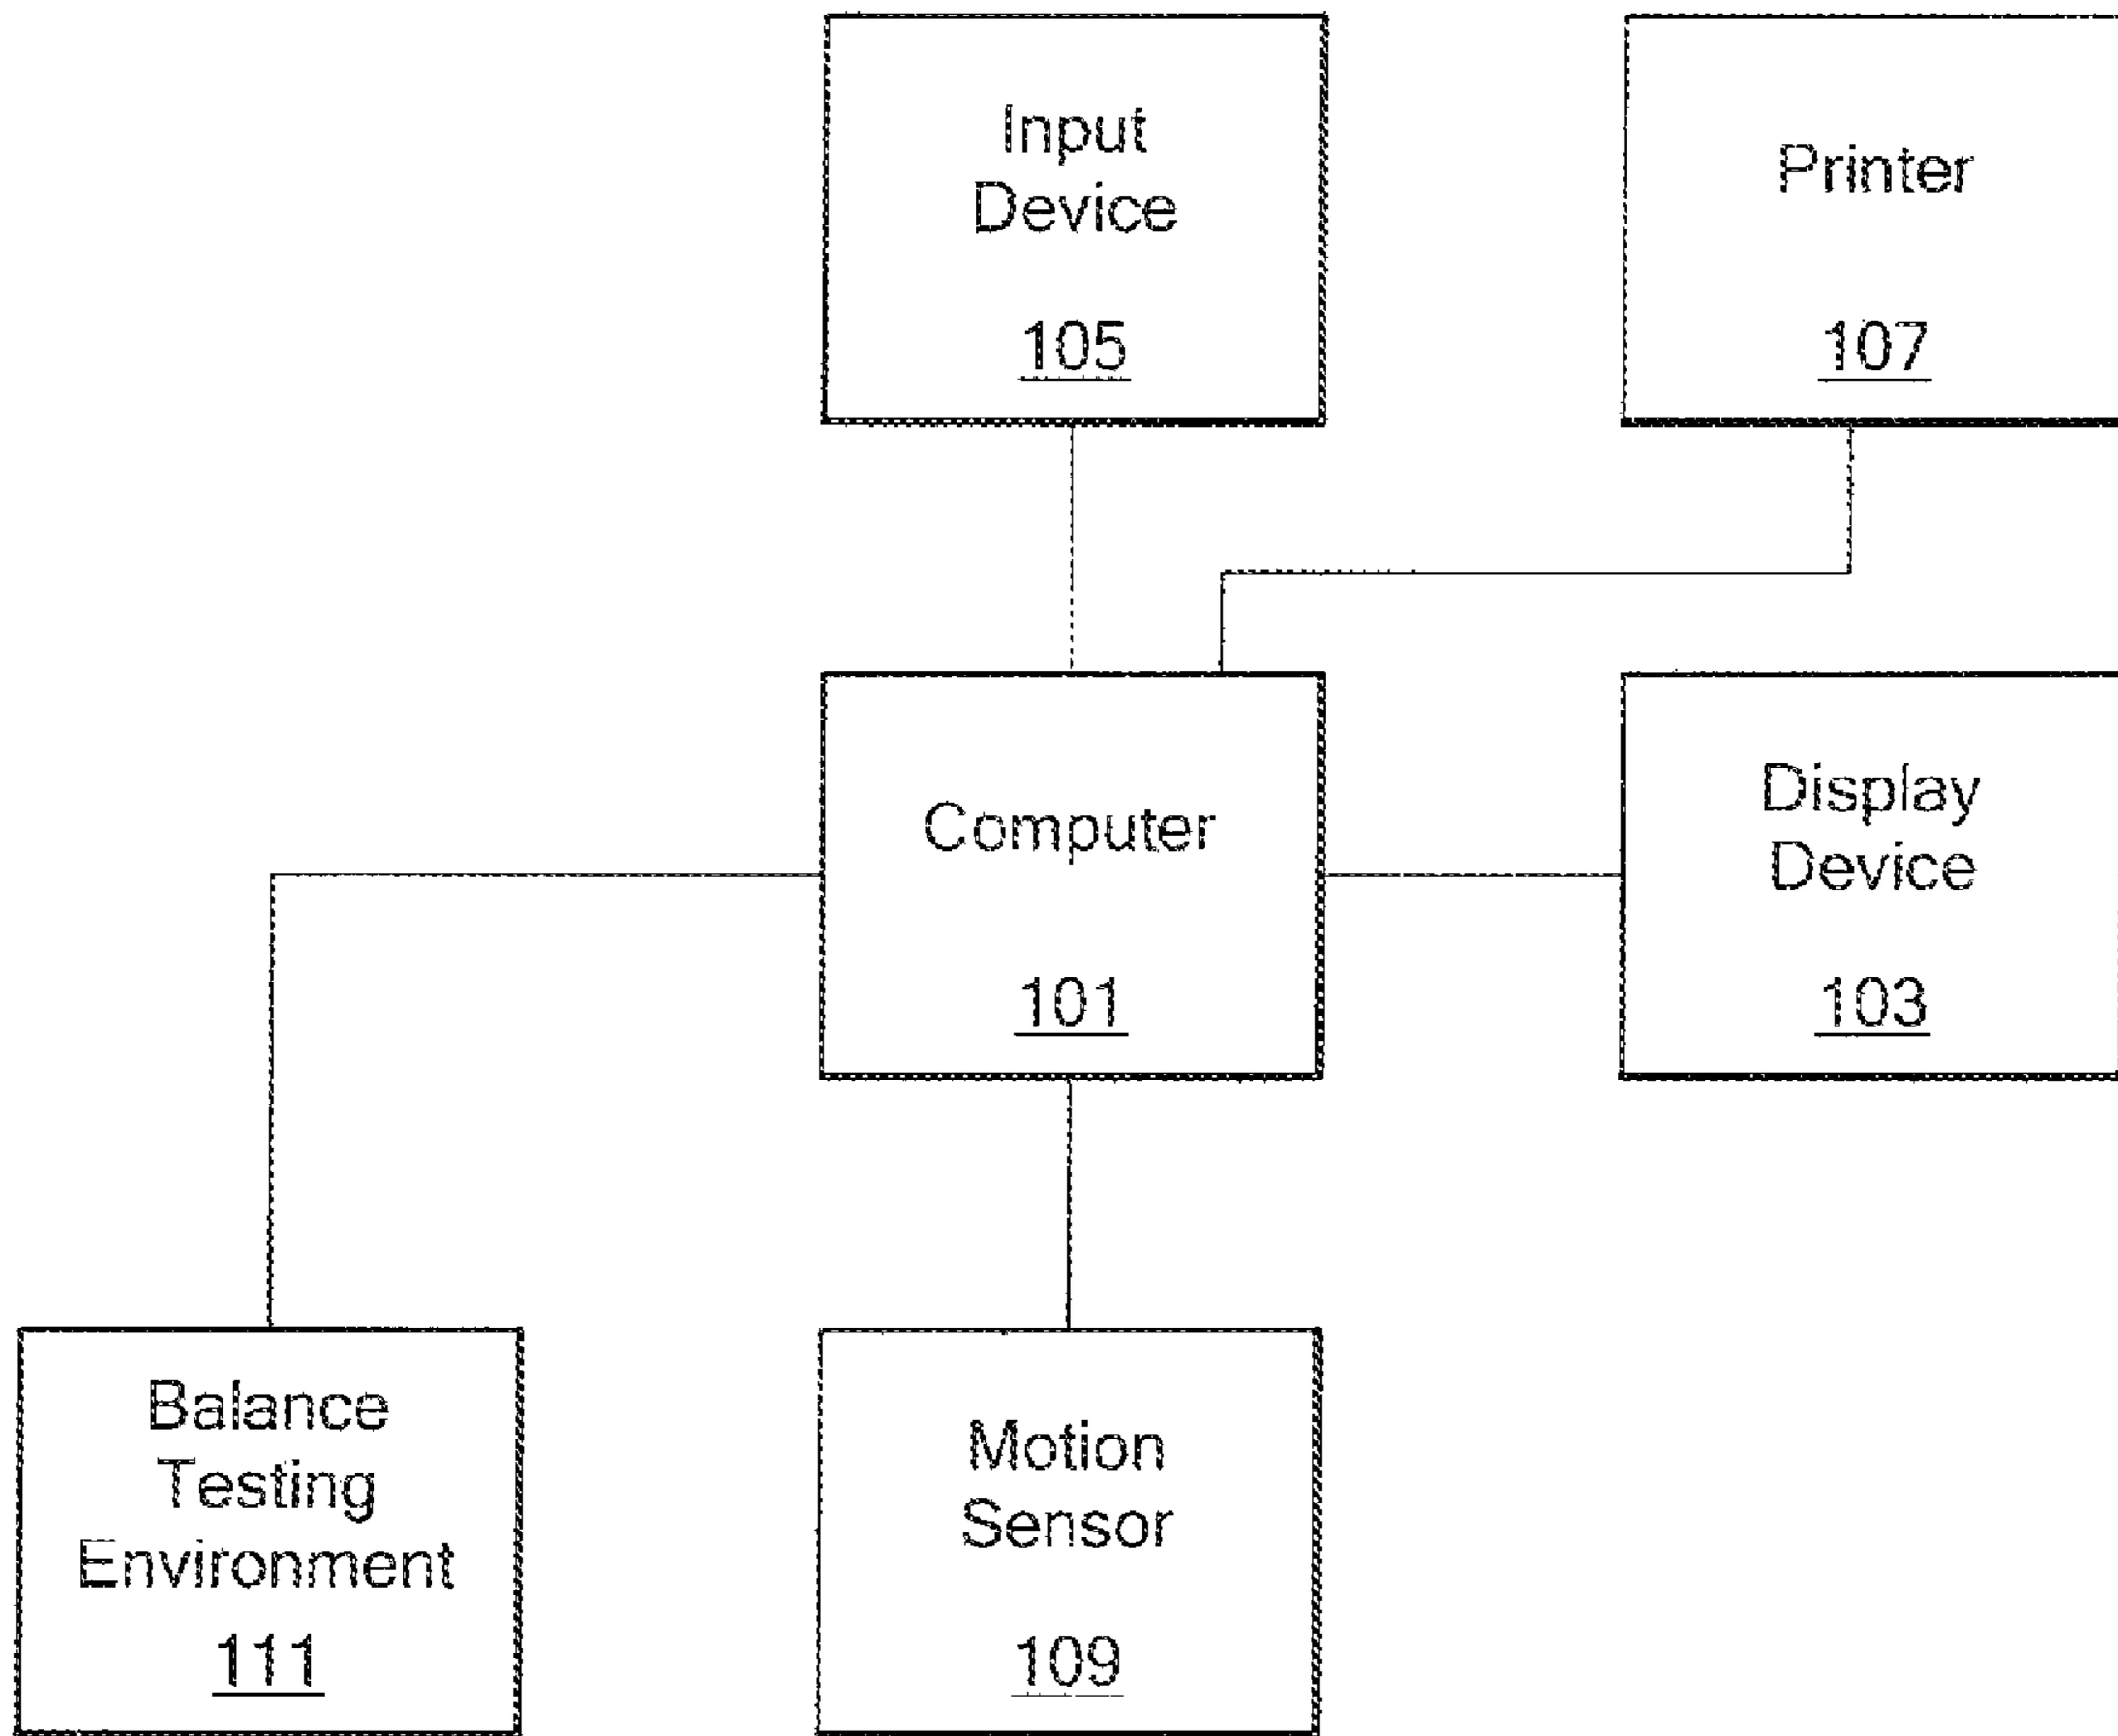 Input
Device
105
Printer
107
Computer
101
Display
Device
103
Balance
Testing
Environment
111
Motion
Sensor
109